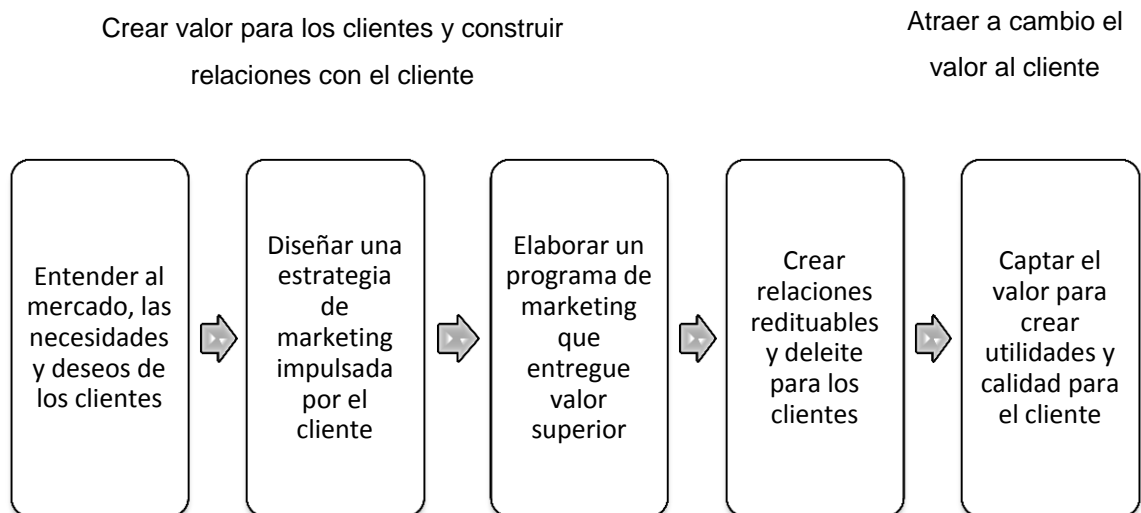 Crear valor para los clientes y construir
relaciones con el cliente
Atraer a cambio el
valor al cliente
Entender al
mercado, las
necesidades
y deseos de
los clientes
Diseñar una
estrategia
de
marketing
impulsada
por el
cliente
Elaborar un
programa de
marketing
que
entregue
valor
superior
Crear
relaciones
redituables
y deleite
para los
clientes
Captar el
valor para
crear
utilidades y
calidad para
el cliente